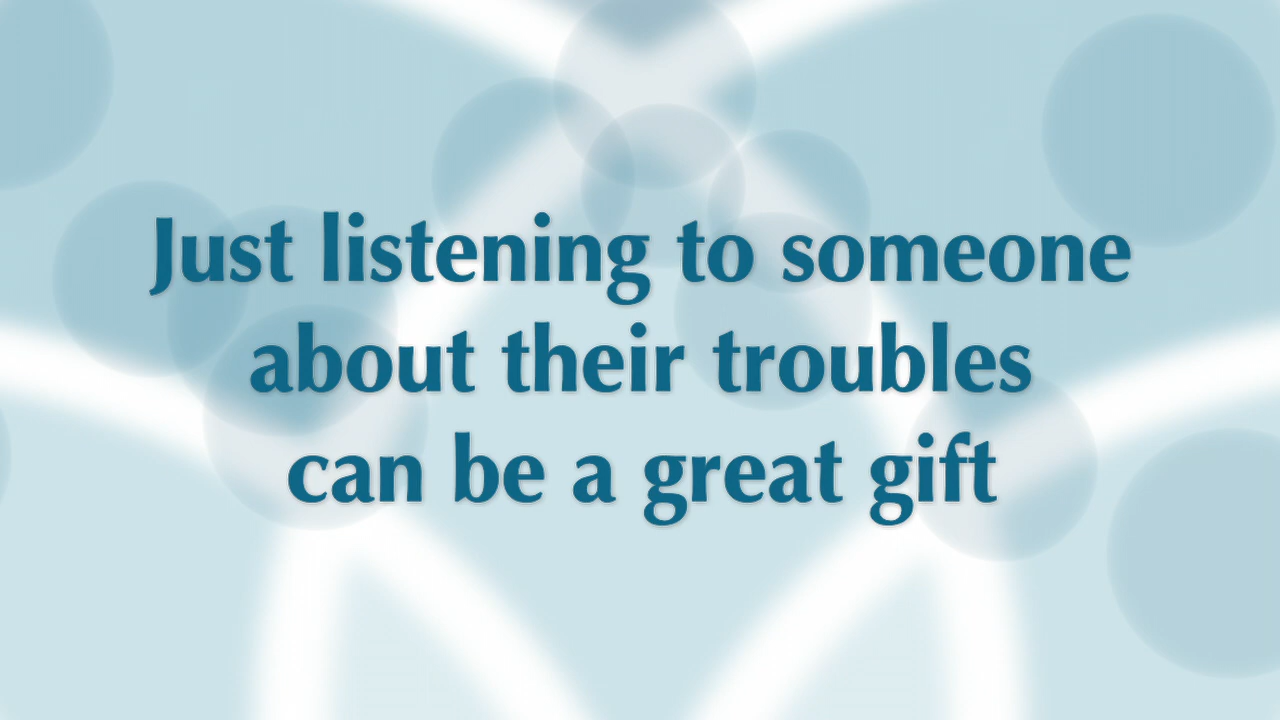 Just listening to someone
about their troubles
can be a great gift